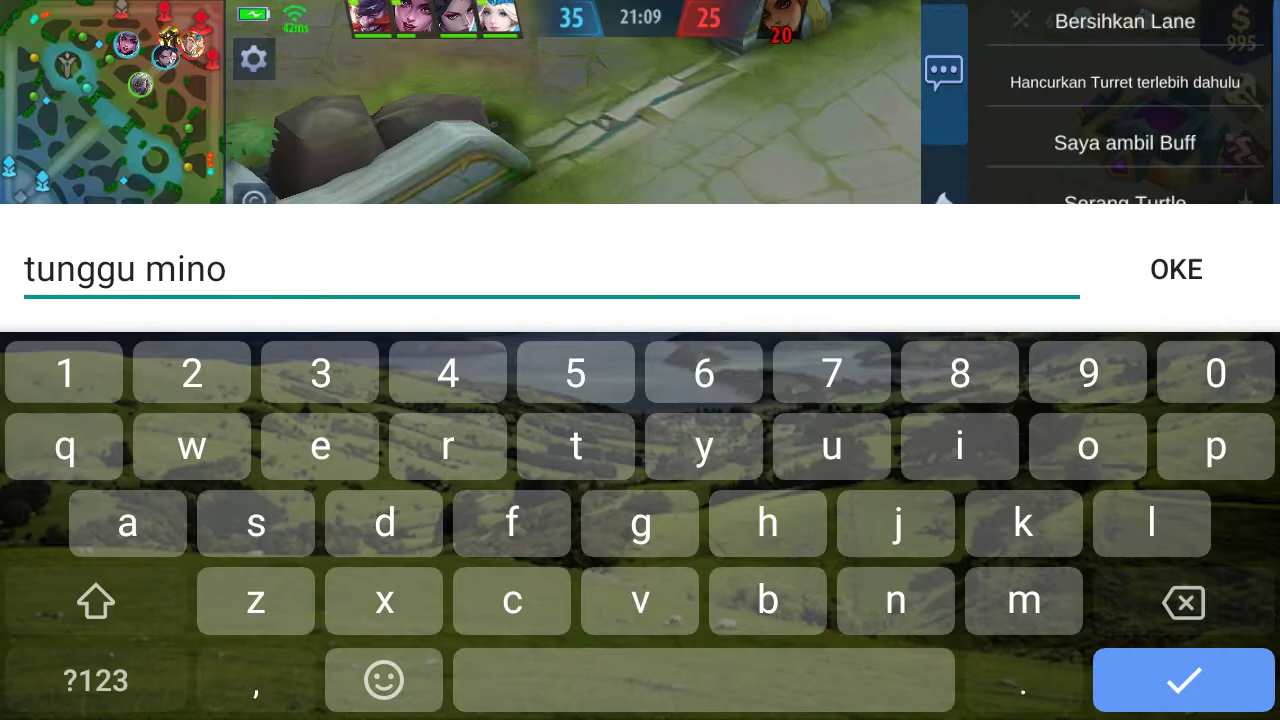 42ms
35 21:09 25
20
995
Bersihkan Lane
Hancurkan Turret terlebih dahulu
Saya ambil Buff
Serang Turtle
tunggu mino
OKE
1 2 3 4 5 6 7 8 9 0
q w e r t y u i o p
a s d f g h j k l
z x c v b n m
?123 , .